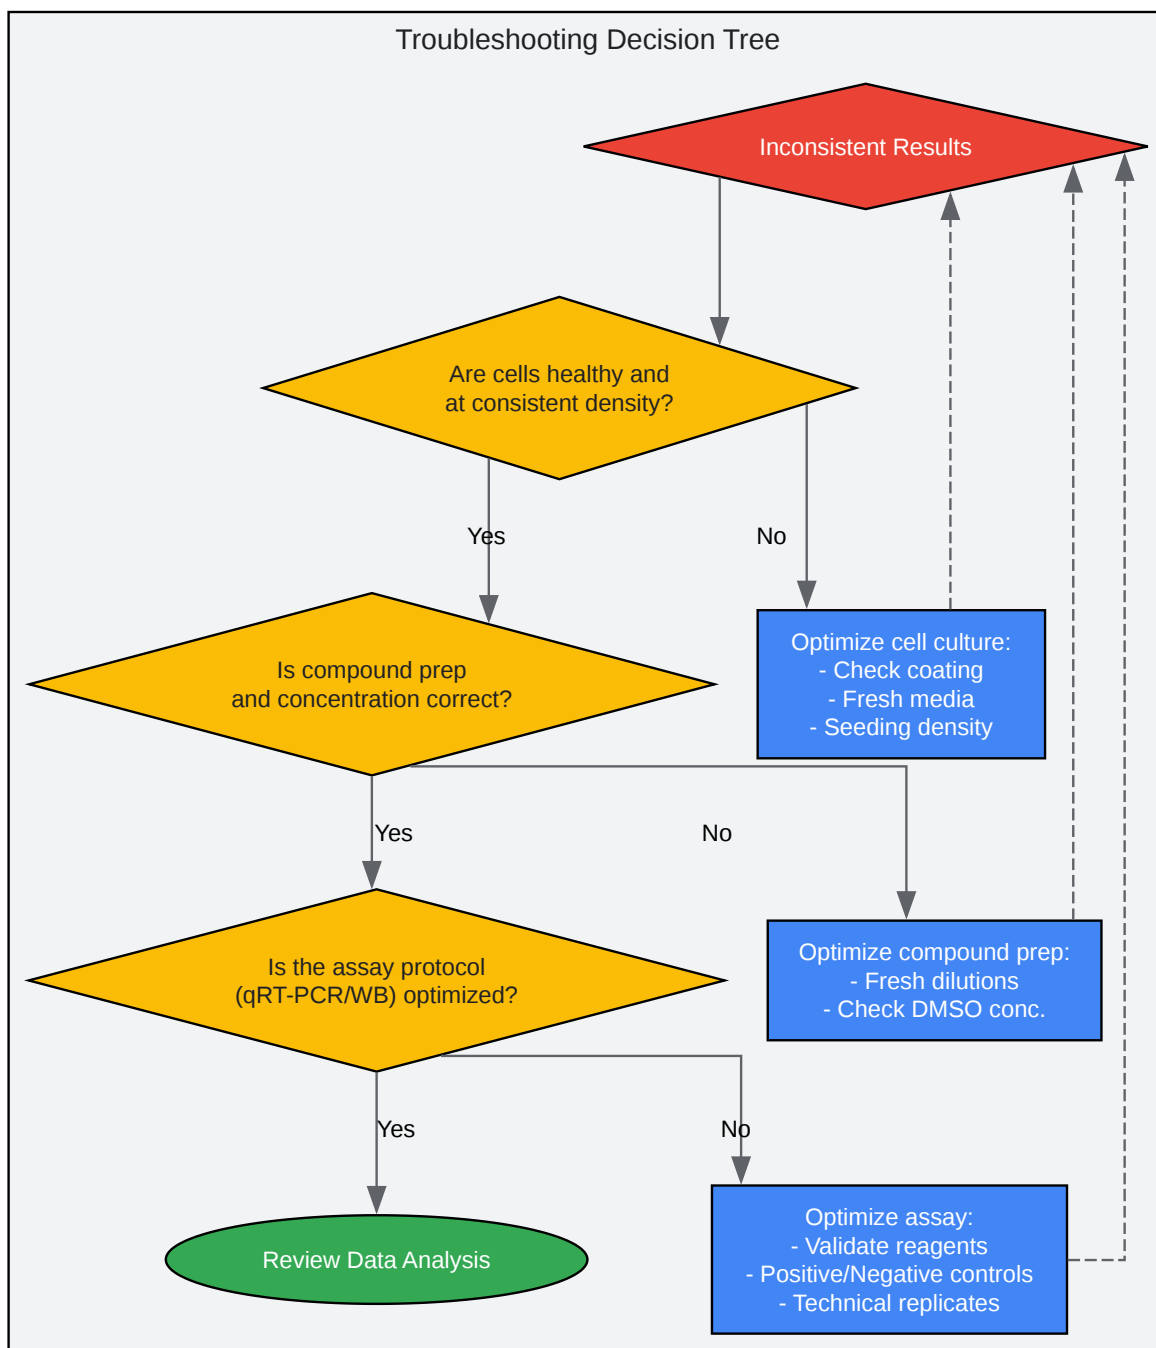 Troubleshooting Decision Tree
Inconsistent Results
Are cells healthy and
at consistent density?
Yes
No
Is compound prep
and concentration correct?
Optimize cell culture:
- Check coating
- Fresh media
- Seeding density
Yes
No
Is the assay protocol
(qRT-PCR/WB) optimized?
Optimize compound prep:
- Fresh dilutions
- Check DMSO conc.
Yes
No
Review Data Analysis
Optimize assay:
- Validate reagents
- Positive/Negative controls
- Technical replicates